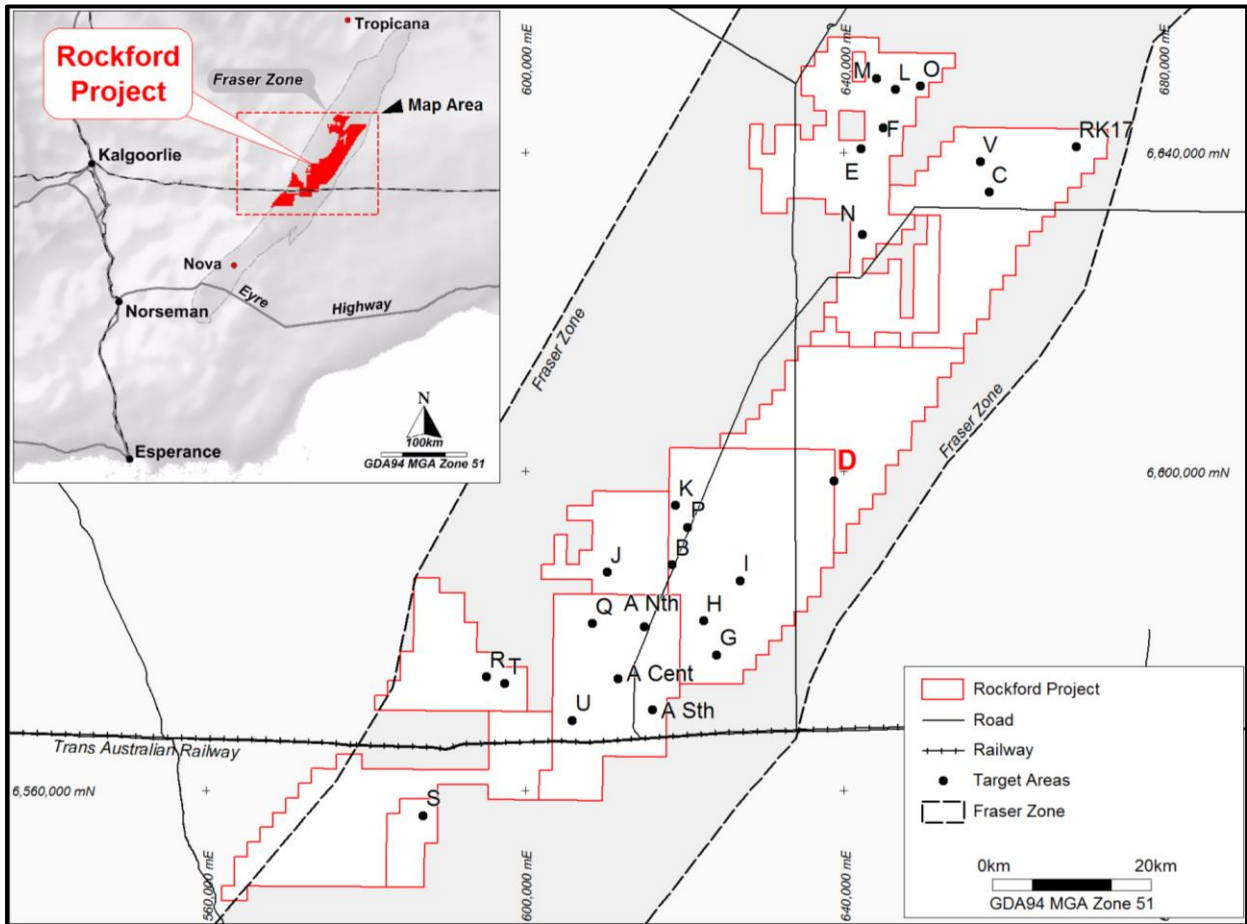 Tropicana
Rockford
Project
Fraser Zone
Map Area
Kalgoorlie
Nova
Eyre
Highway
Norseman
N
100km
GDA94 MGA Zone 51
Esperance
600,000 mE
640,000 mE
680,000 mE
M
L
O
F
E
RK17
V
C
6,640,000 mN
N
Fraser Zone
Fraser Zone
D
6,600,000 mN
K
P
B
J
I
Q
A Nth
H
G
R
T
A Cent
U
A Sth
Trans Australian Railway
6,560,000 mN
S
560,000 mE
600,000 mE
640,000 mE
Rockford Project
Road
Railway
Target Areas
Fraser Zone
0km
20km
GDA94 MGA Zone 51